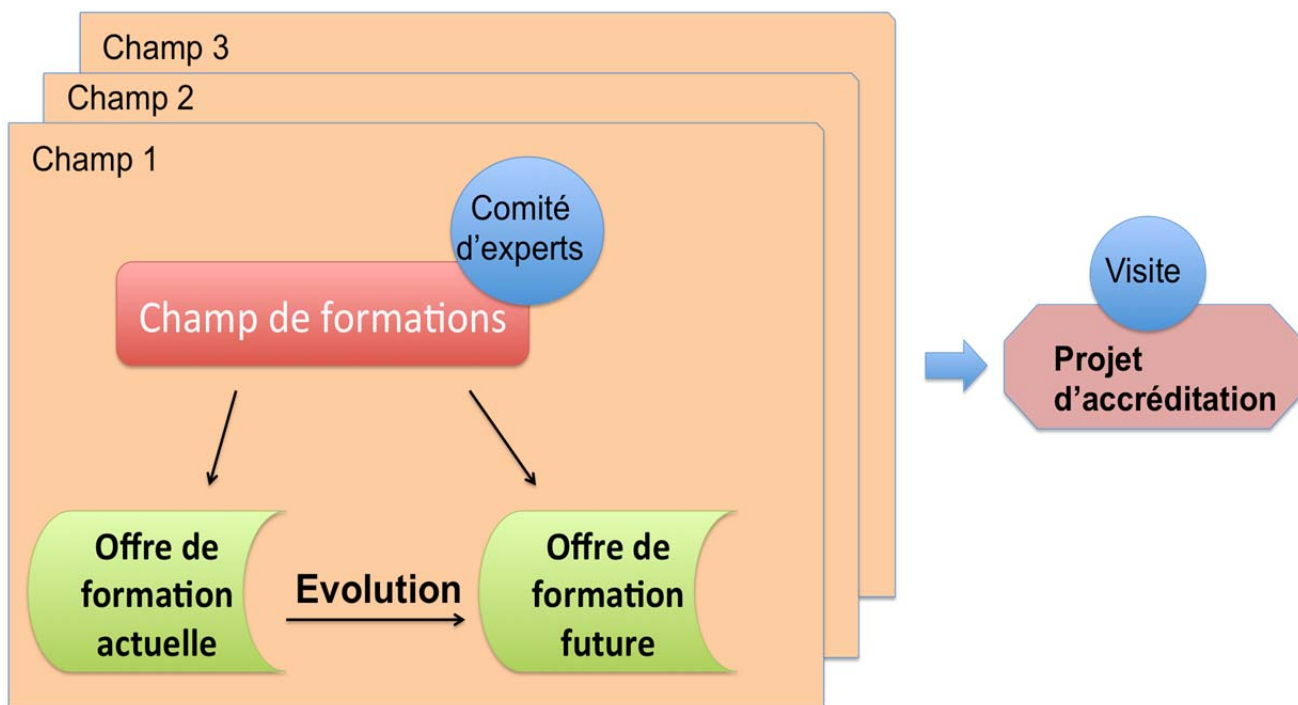 Champ 3
Champ 2
Champ 1
Comité
d’experts
Champ de formations
Visite
Projet
d’accréditation
Offre de
formation
actuelle
Evolution
Offre de
formation
future